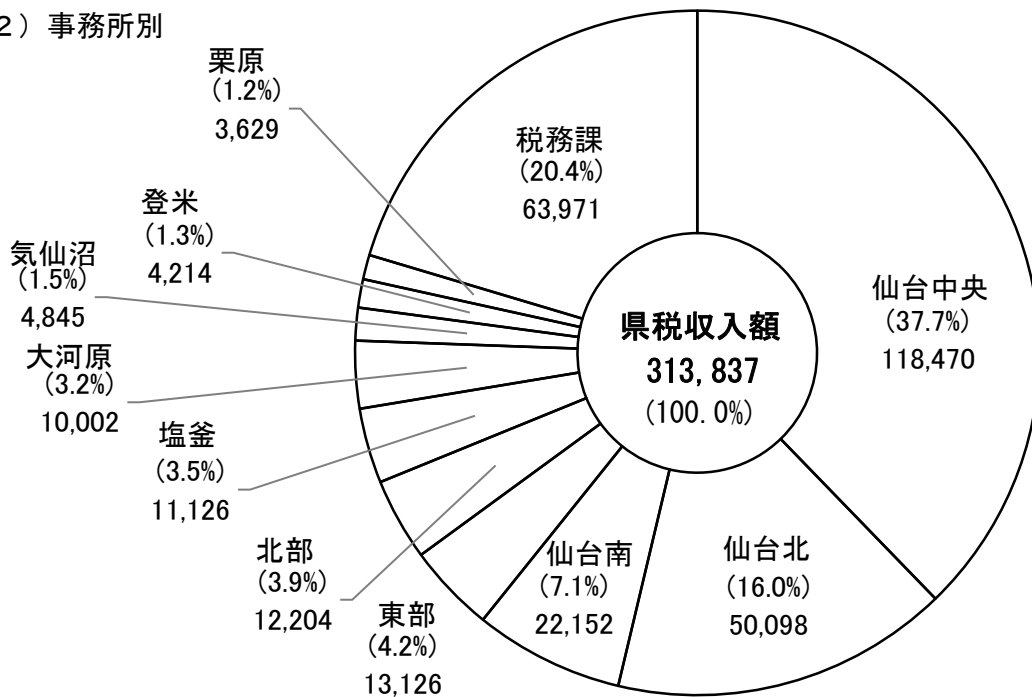 ２）事務所別
栗原
(1.2%)
3,629
税務課
(20.4%)
63,971
登米
(1.3%)
4,214
気仙沼
(1.5%)
4,845
大河原
(3.2%)
10,002
塩釜
(3.5%)
11,126
北部
(3.9%)
12,204
東部
(4.2%)
13,126
仙台南
(7.1%)
22,152
仙台北
(16.0%)
50,098
仙台中央
(37.7%)
118,470
県税収入額
313,837
(100.0%)